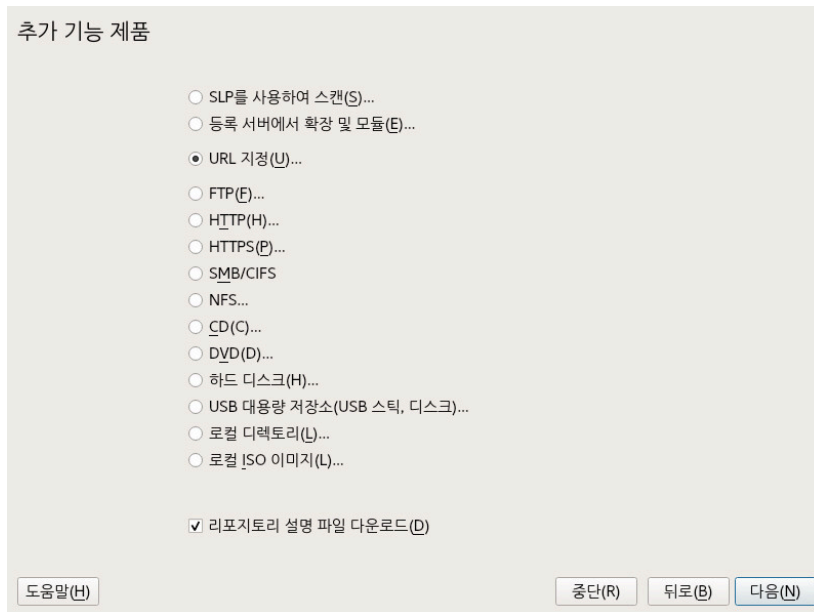 추가 기능 제품
SLP를 사용하여 스캔(S)...
등록 서버에서 확장 및 모듈(E)...
URL 지정(U)...
FTP(F)...
HTTP(H)...
HTTPS(P)...
SMB/CIFS
NFS...
CD(C)...
DVD(D)...
하드 디스크(H)...
USB 대용량 저장소(USB 스틱, 디스크)...
로컬 디렉토리(L)...
로컬 ISO 이미지(L)...
리포지토리 설명 파일 다운로드(D)
도움말(H) 중단(R) 뒤로(B) 다음(N)